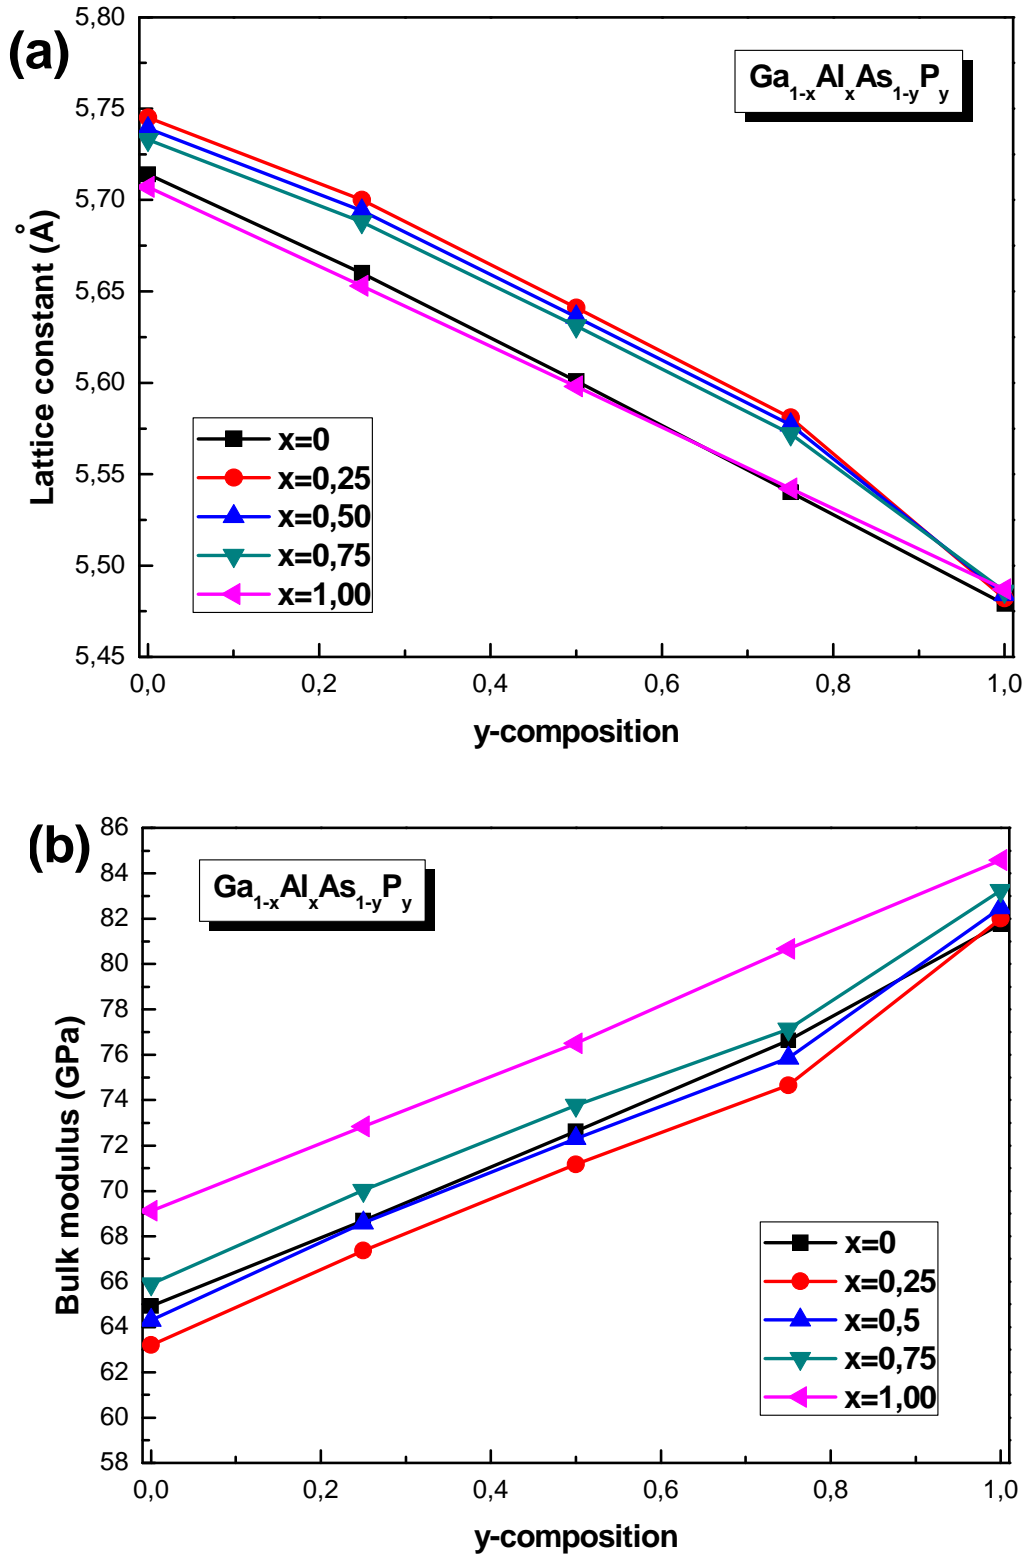 (a)
Ga1-xAlxAs1-yPy
5,80
5,75
5,70
5,65
5,60
5,55
5,50
5,45
Lattice constant (Å)
x=0
x=0,25
x=0,50
x=0,75
x=1,00
0,0 0,2 0,4 0,6 0,8 1,0
y-composition
(b)
Ga1-xAlxAs1-yPy
86
84
82
80
78
76
74
72
70
68
66
64
62
60
58
Bulk modulus (GPa)
x=0
x=0,25
x=0,5
x=0,75
x=1,00
0,0 0,2 0,4 0,6 0,8 1,0
y-composition